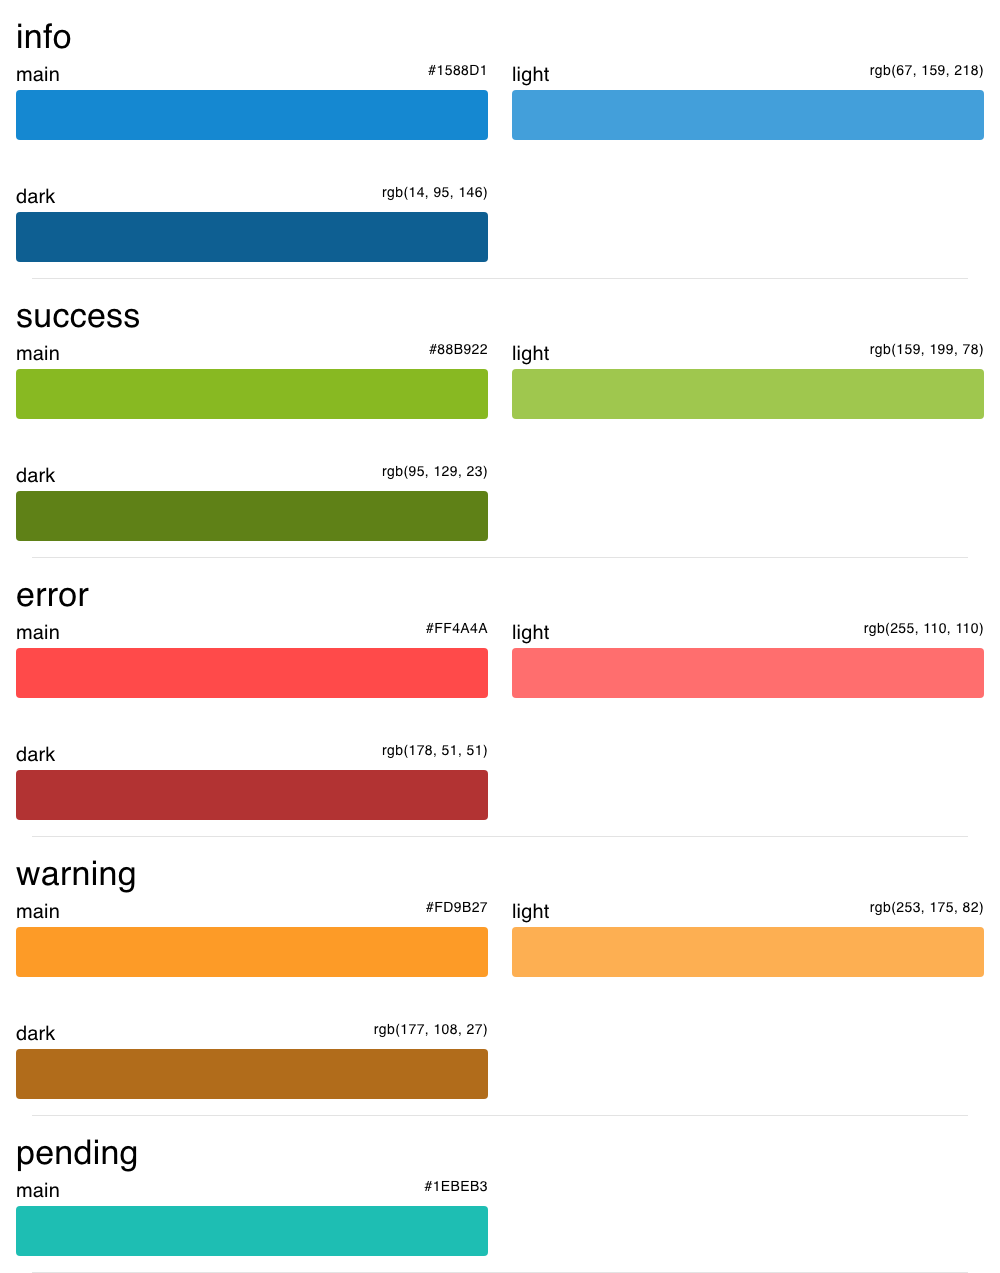 info
main #1588D1
light rgb(67, 159, 218)
dark rgb(14, 95, 146)
success
main #88B922
light rgb(159, 199, 78)
dark rgb(95, 129, 23)
error
main #FF4A4A
light rgb(255, 110, 110)
dark rgb(178, 51, 51)
warning
main #FD9B27
light rgb(253, 175, 82)
dark rgb(177, 108, 27)
pending
main #1EBEB3